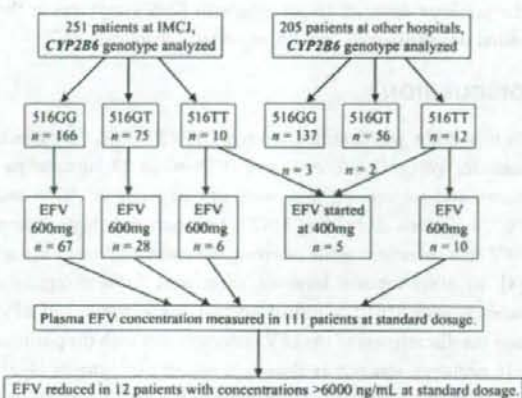 DISCUSSION
251 patients at IMCJ,
CYP2B6 genotype analyzed
205 patients at other hospitals,
CYP2B6 genotype analyzed
516GG
n = 166
516GT
n = 75
516TT
n = 10
516GG
n = 137
516GT
n = 56
516TT
n = 12
n = 3
n = 2
EFV
600mg
n = 67
EFV
600mg
n = 28
EFV
600mg
n = 6
EFV started
at 400mg
n = 5
EFV
600mg
n = 10
Plasma EFV concentration measured in 111 patients at standard dosage.
EFV reduced in 12 patients with concentrations >6000 ng/mL at standard dosage.